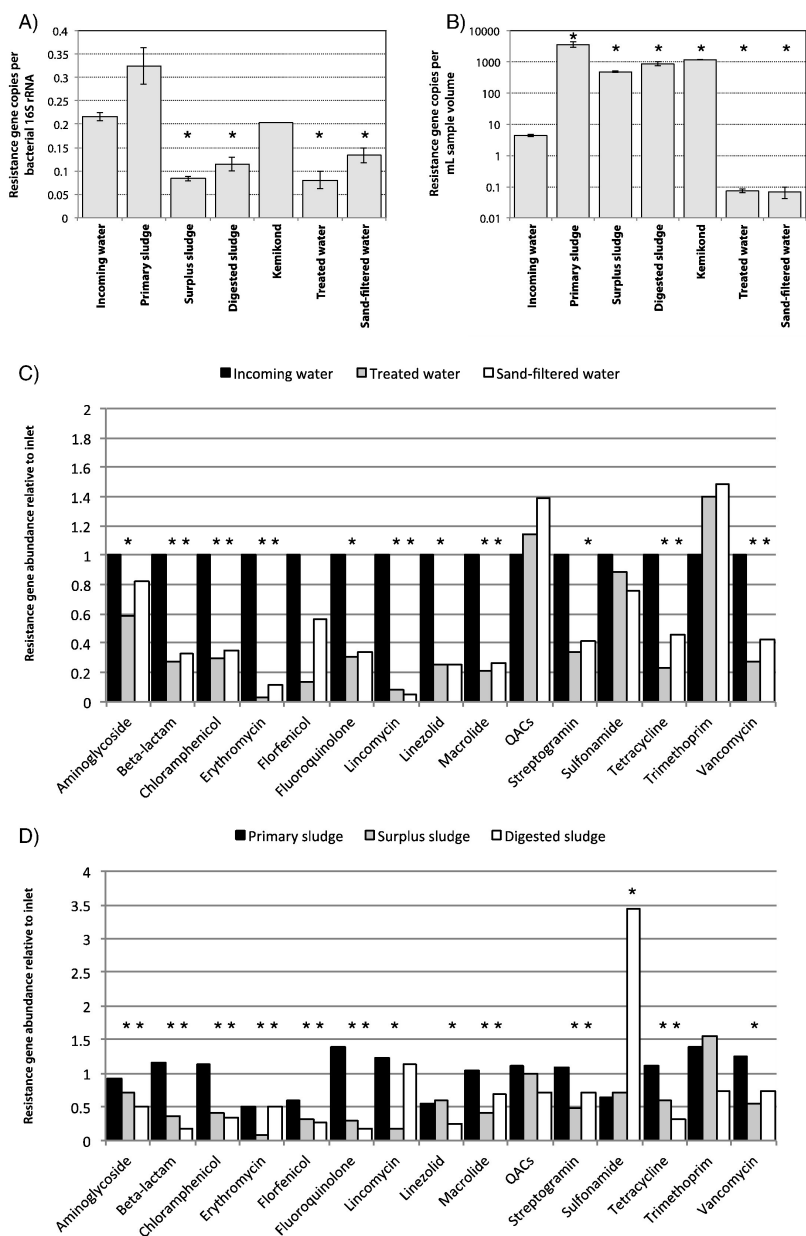 A)
Resistance gene copies per
bacterial 16S rRNA
0.4
0.35
0.3
0.25
0.2
0.15
0.1
0.05
0
* * * *
Incoming water
Primary sludge
Surplus sludge
Digested sludge
Kemikond
Treated water
Sand-filtered water
B)
Resistance gene copies per
mL sample volume
10000
1000
100
10
1
0.1
0.01
* * * * * *
Incoming water
Primary sludge
Surplus sludge
Digested sludge
Kemikond
Treated water
Sand-filtered water
C)
Incoming water Treated water Sand-filtered water
Resistance gene abundance relative to inlet
2
1.8
1.6
1.4
1.2
1
0.8
0.6
0.4
0.2
0
* * * * * * * * * * * * * * * * * *
Aminoglycoside
Beta-lactam
Chloramphenicol
Erythromycin
Florfenicol
Fluoroquinolone
Lincomycin
Linezolid
Macrolide
QACs
Streptogramin
Sulfonamide
Tetracycline
Trimethoprim
Vancomycin
D)
Primary sludge Surplus sludge Digested sludge
Resistance gene abundance relative to inlet
4
3.5
3
2.5
2
1.5
1
0.5
0
*
* * * * * * * * * * * * * * * * * * * * * *
Aminoglycoside
Beta-lactam
Chloramphenicol
Erythromycin
Florfenicol
Fluoroquinolone
Lincomycin
Linezolid
Macrolide
QACs
Streptogramin
Sulfonamide
Tetracycline
Trimethoprim
Vancomycin